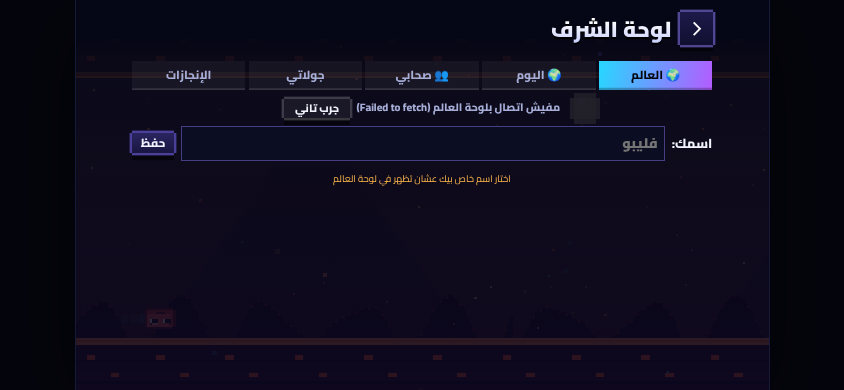 لوحة الشرف
🌍 العالم
🌍 اليوم
👥 صحابي
جولاتي
الإنجازات
مفيش اتصال بلوحة العالم (Failed to fetch)
جرب تاني
اسمك:
فليبو
حفظ
اختار اسم خاص بيك عشان تظهر في لوحة العالم